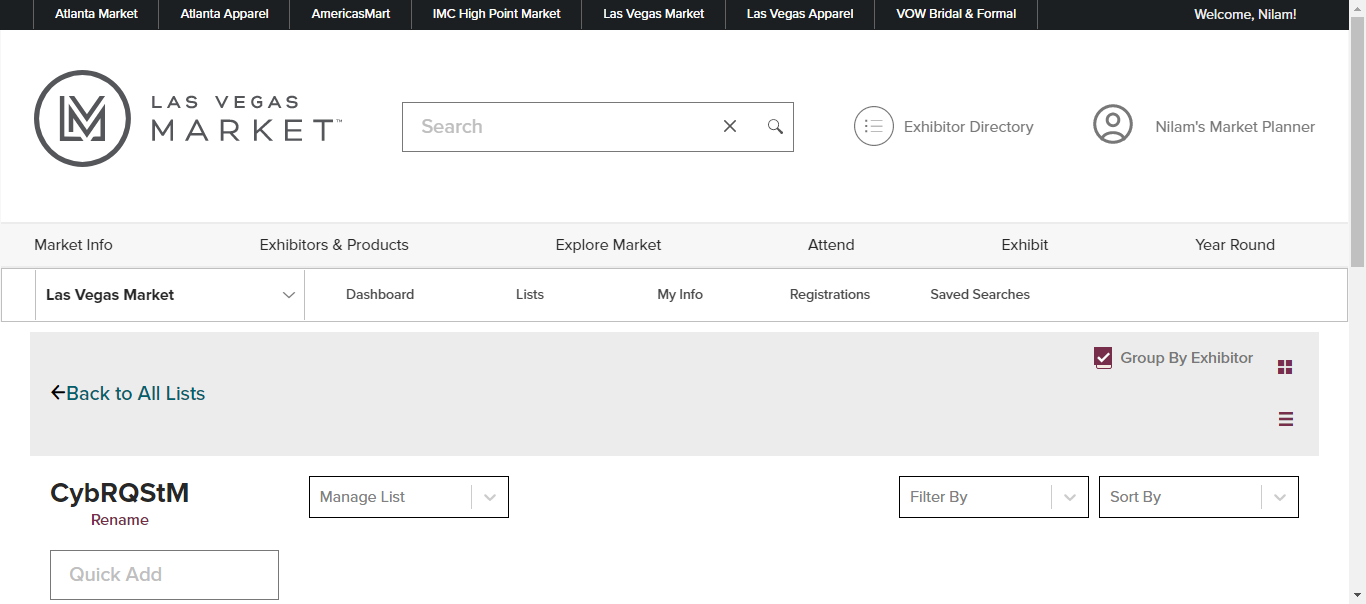 Atlanta Market Atlanta Apparel AmericasMart IMC High Point Market Las Vegas Market Las Vegas Apparel VOW Bridal & Formal Welcome, Nilam!
LAS VEGAS
MARKET™
Search
Exhibitor Directory
Nilam's Market Planner
Market Info Exhibitors & Products Explore Market Attend Exhibit Year Round
Las Vegas Market Dashboard Lists My Info Registrations Saved Searches
Group By Exhibitor
Back to All Lists
CybRQStM
Rename
Manage List Filter By Sort By
Quick Add